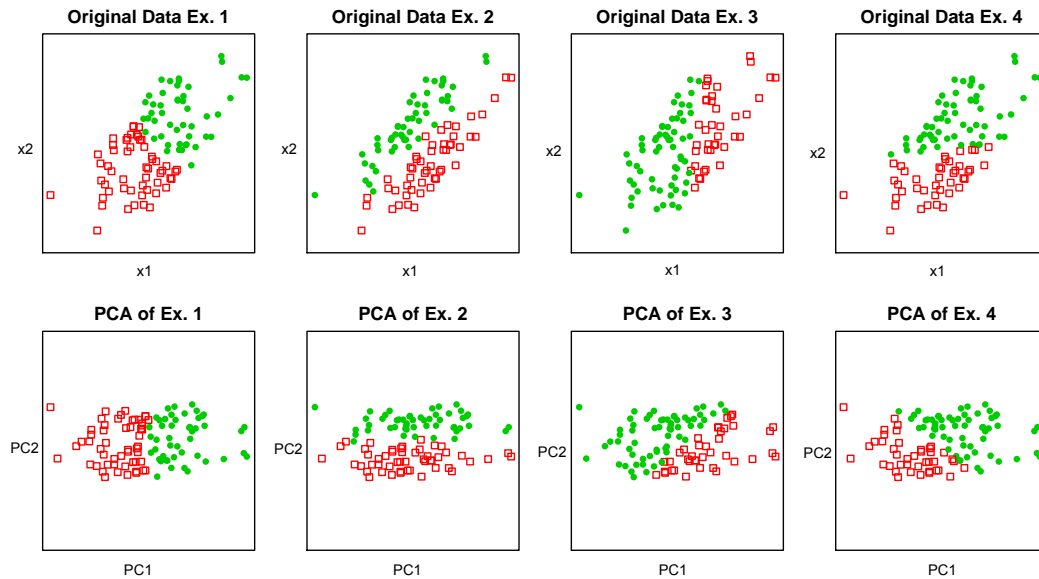 Original Data Ex. 1
Original Data Ex. 2
Original Data Ex. 3
Original Data Ex. 4
x2
x2
x2
x2
x1
x1
x1
x1
PCA of Ex. 1
PCA of Ex. 2
PCA of Ex. 3
PCA of Ex. 4
PC2
PC2
PC2
PC2
PC1
PC1
PC1
PC1